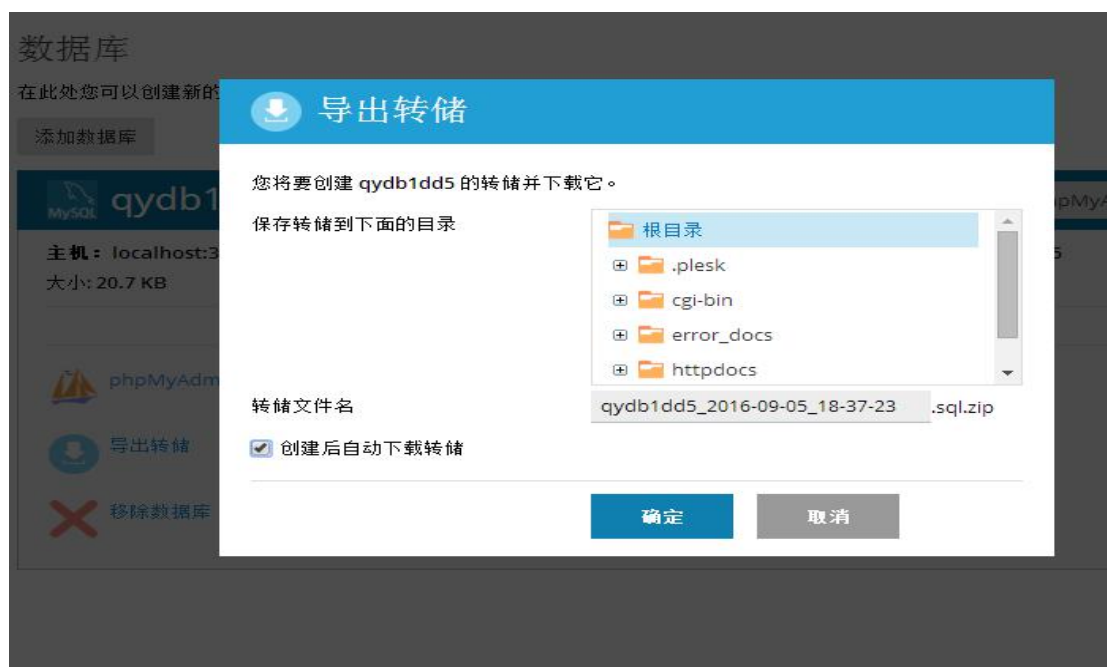 数据库
在此处您可以创建新的
添加数据库
导出转储
MySQL qydb1
pMyA
您将要创建 qydb1dd5 的转储并下载它。
保存转储到下面的目录
根目录
.plesk
cgi-bin
error_docs
httpdocs
主机: localhost:3
5
大小: 20.7 KB
phpMyAdm
转储文件名
qydb1dd5_2016-09-05_18-37-23 .sql.zip
导出转储
创建后自动下载转储
移除数据库
确定
取消